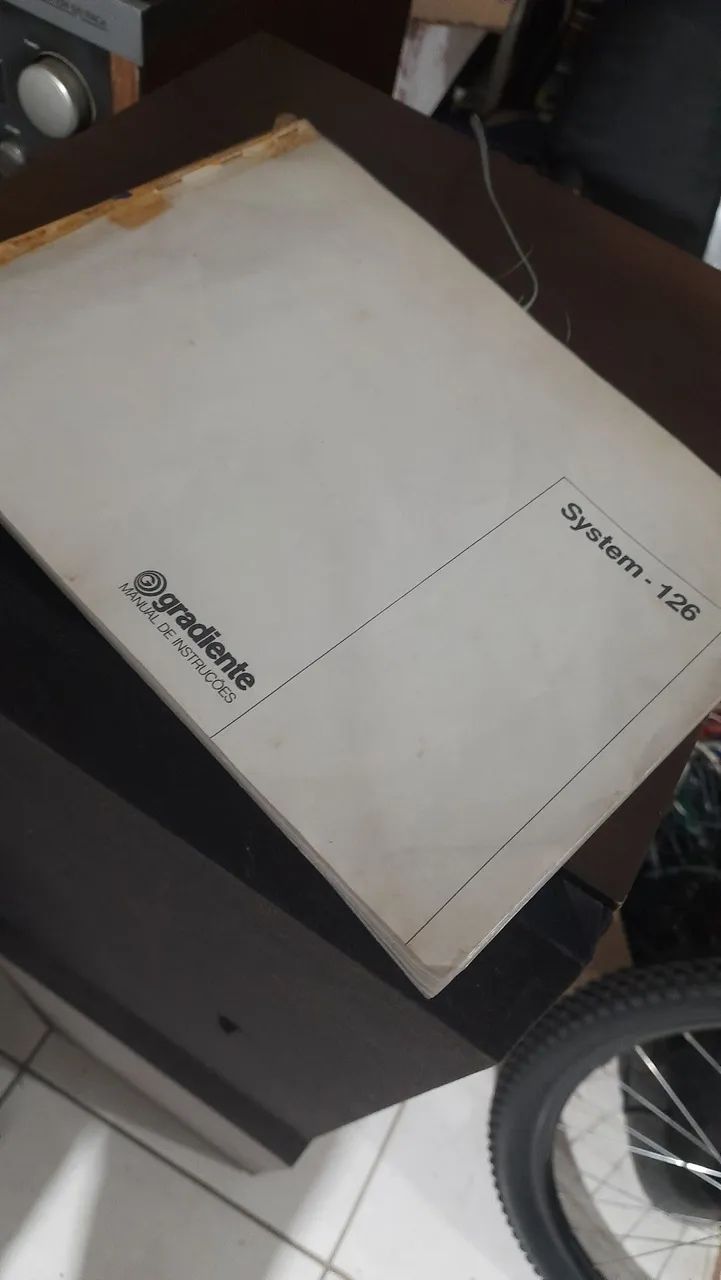 System - 126
gradiente
MANUAL DE INSTRUÇÕES